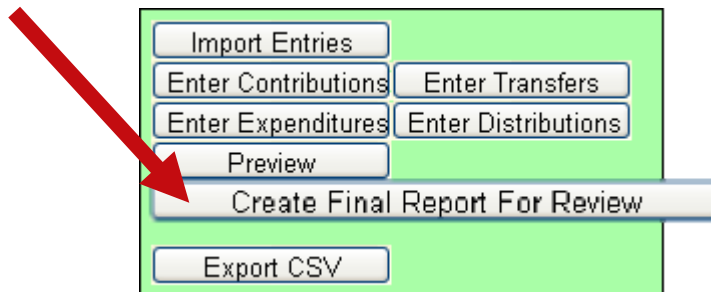 Import Entries
Enter Contributions Enter Transfers
Enter Expenditures Enter Distributions
Preview
Create Final Report For Review
Export CSV